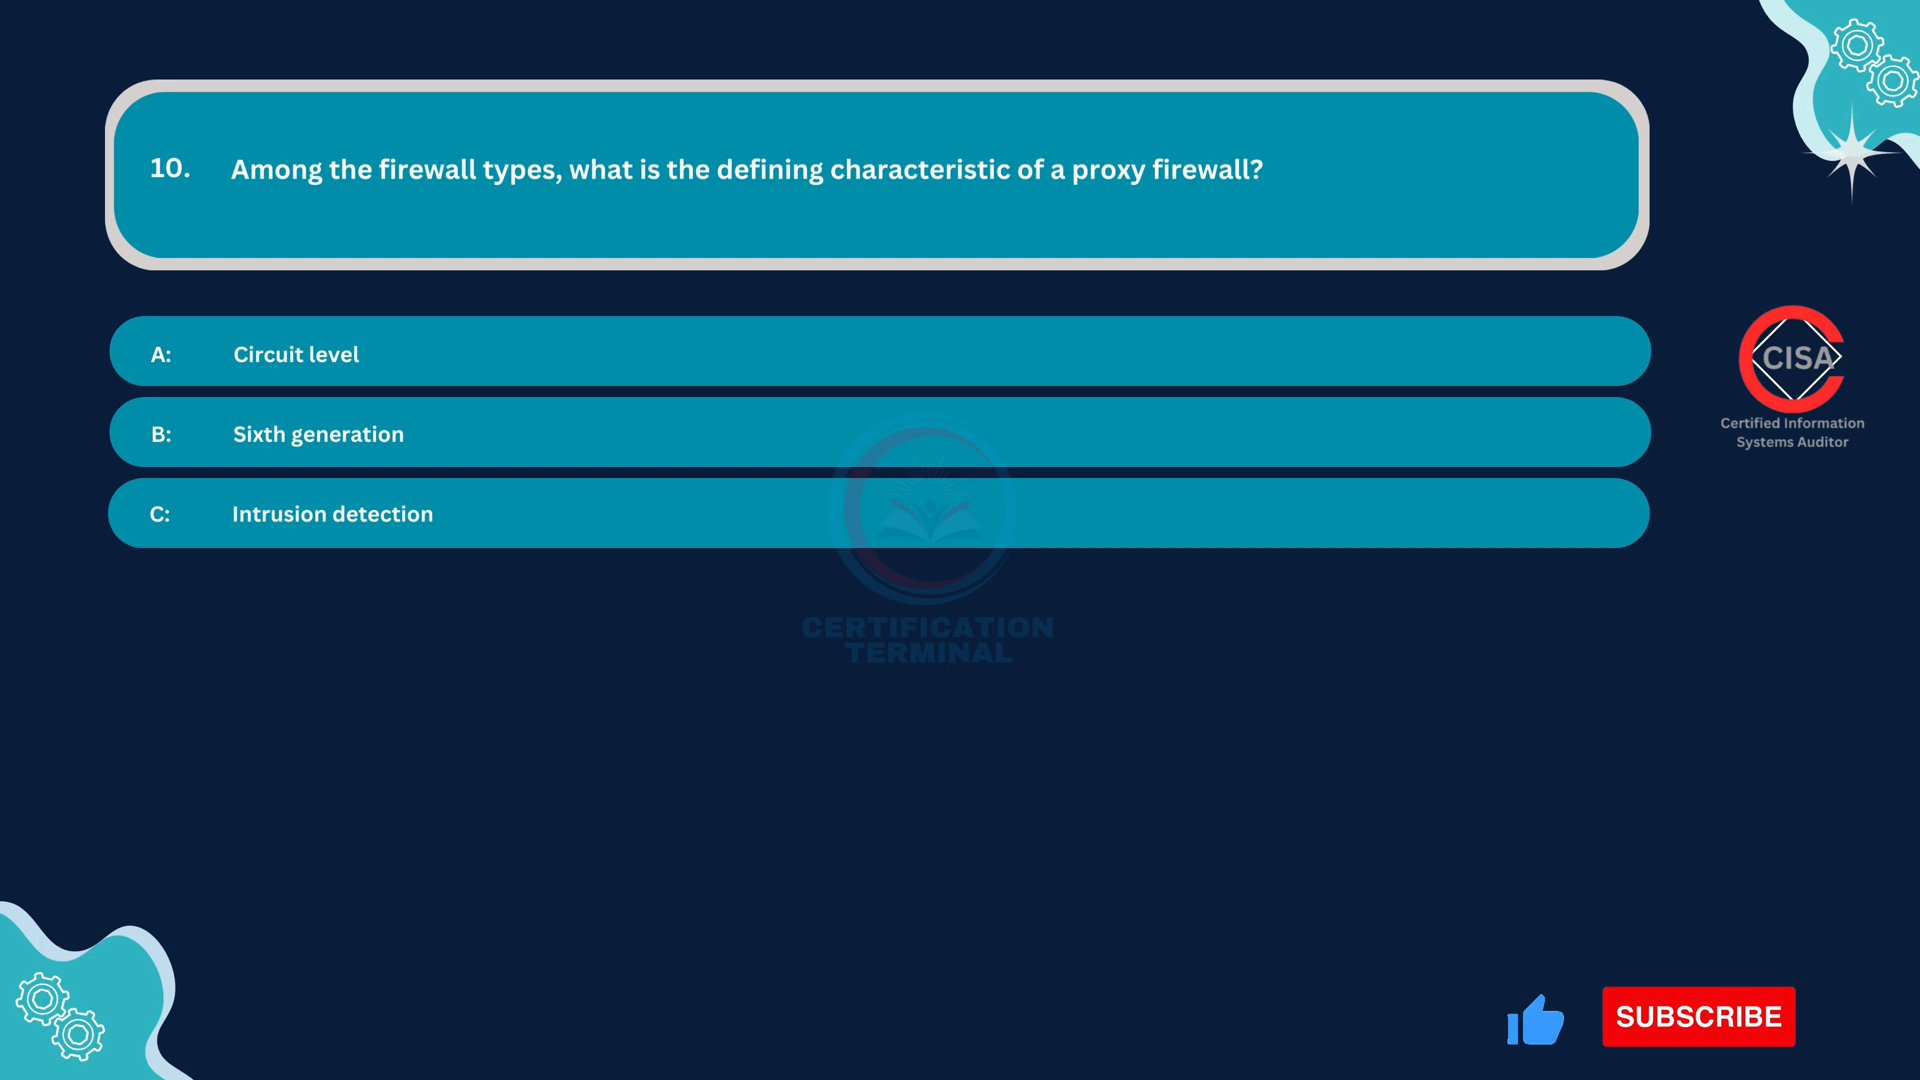 10. Among the firewall types, what is the defining characteristic of a proxy firewall?
A: Circuit level
B: Sixth generation
C: Intrusion detection
CISA
Certified Information
Systems Auditor
CERTIFICATION
TERMINAL
SUBSCRIBE